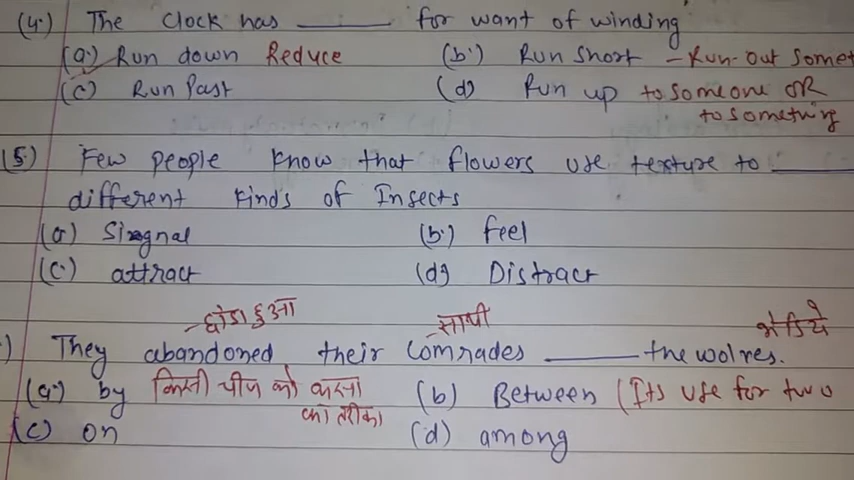 (4.) The Clock has ______ for want of winding
(a.) Run down Reduce (b.) Run Short - Run-out Somet
(c) Run Past (d) Run up to Someone OR
to something
(5.) Few people know that flowers use texture to ______
different kinds of Insects
(a) Signal (b.) feel
(c.) attract (d) Distract
छोडा हुआ साथी भेडिये
.) They abandoned their Comrades ______ the wolves.
(a.) by किसी चीज को करना (b) Between (Its use for two
का तरीका
(c) on (d) among